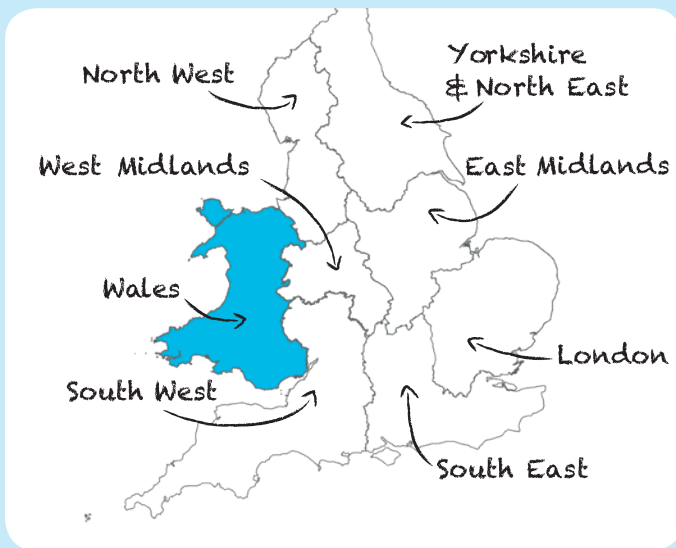 Yorkshire
& North East
North West
West Midlands
East Midlands
Wales
London
South West
South East